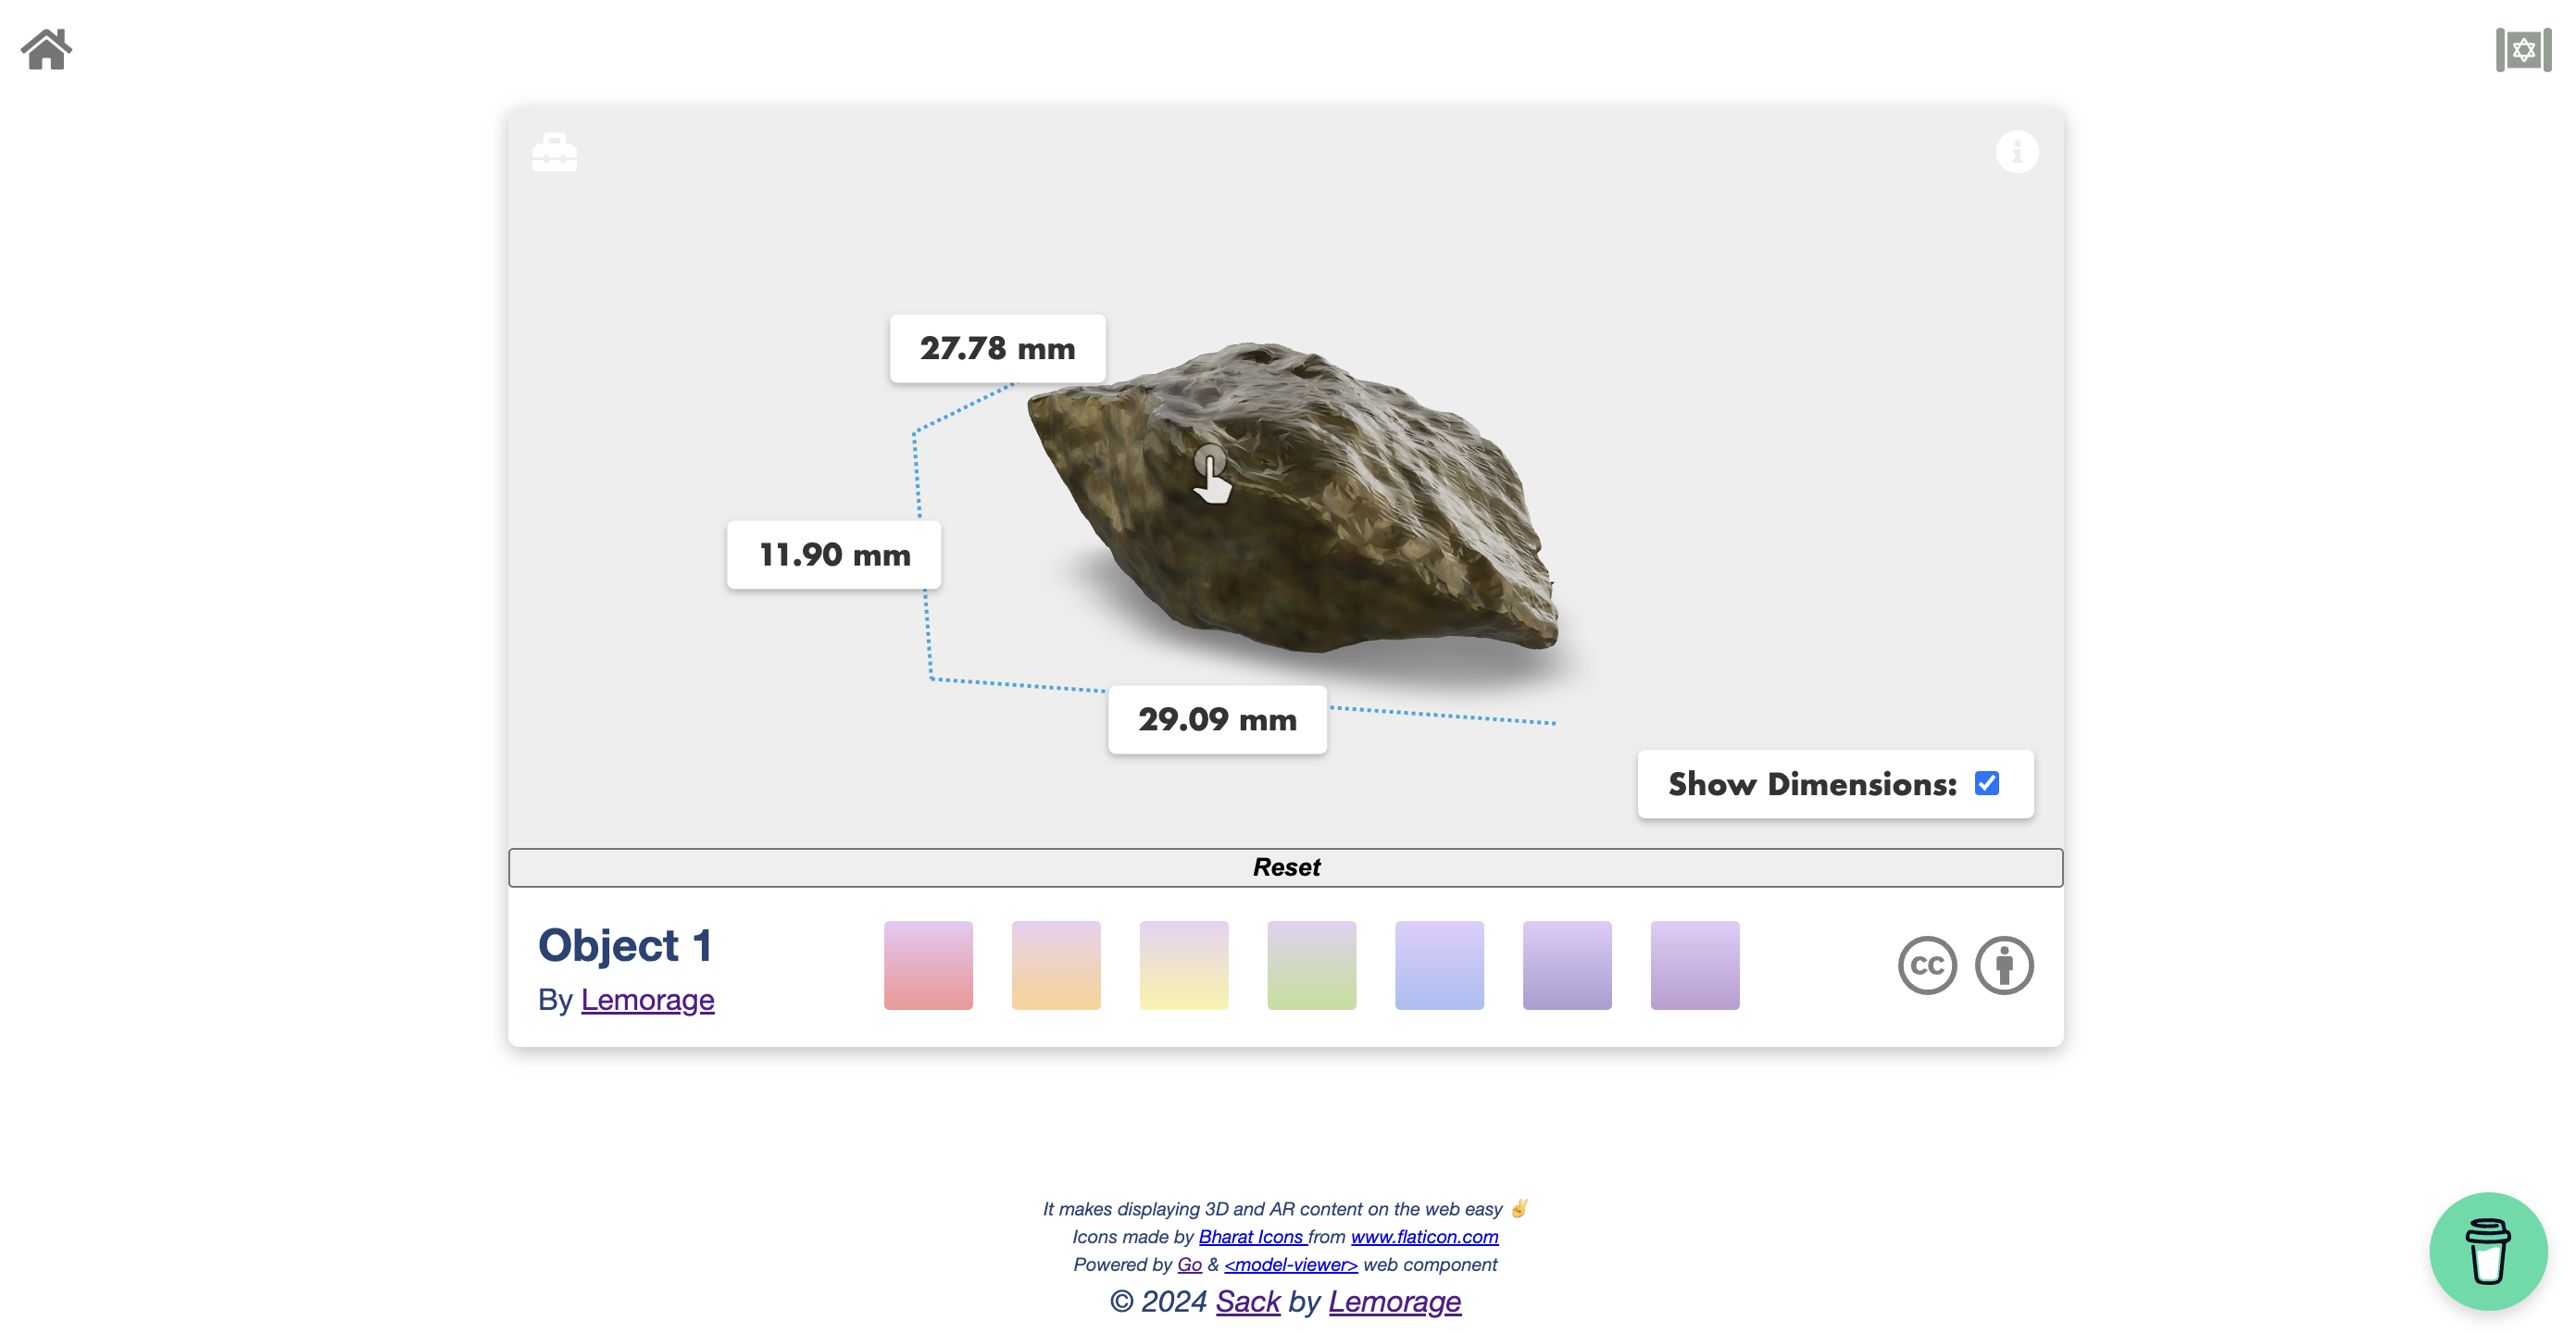 27.78 mm
11.90 mm
29.09 mm
Show Dimensions:
Reset
Object 1
By Lemorage
CC
It makes displaying 3D and AR content on the web easy ✌️
Icons made by Bharat Icons from www.flaticon.com
Powered by Go & <model-viewer> web component
© 2024 Sack by Lemorage